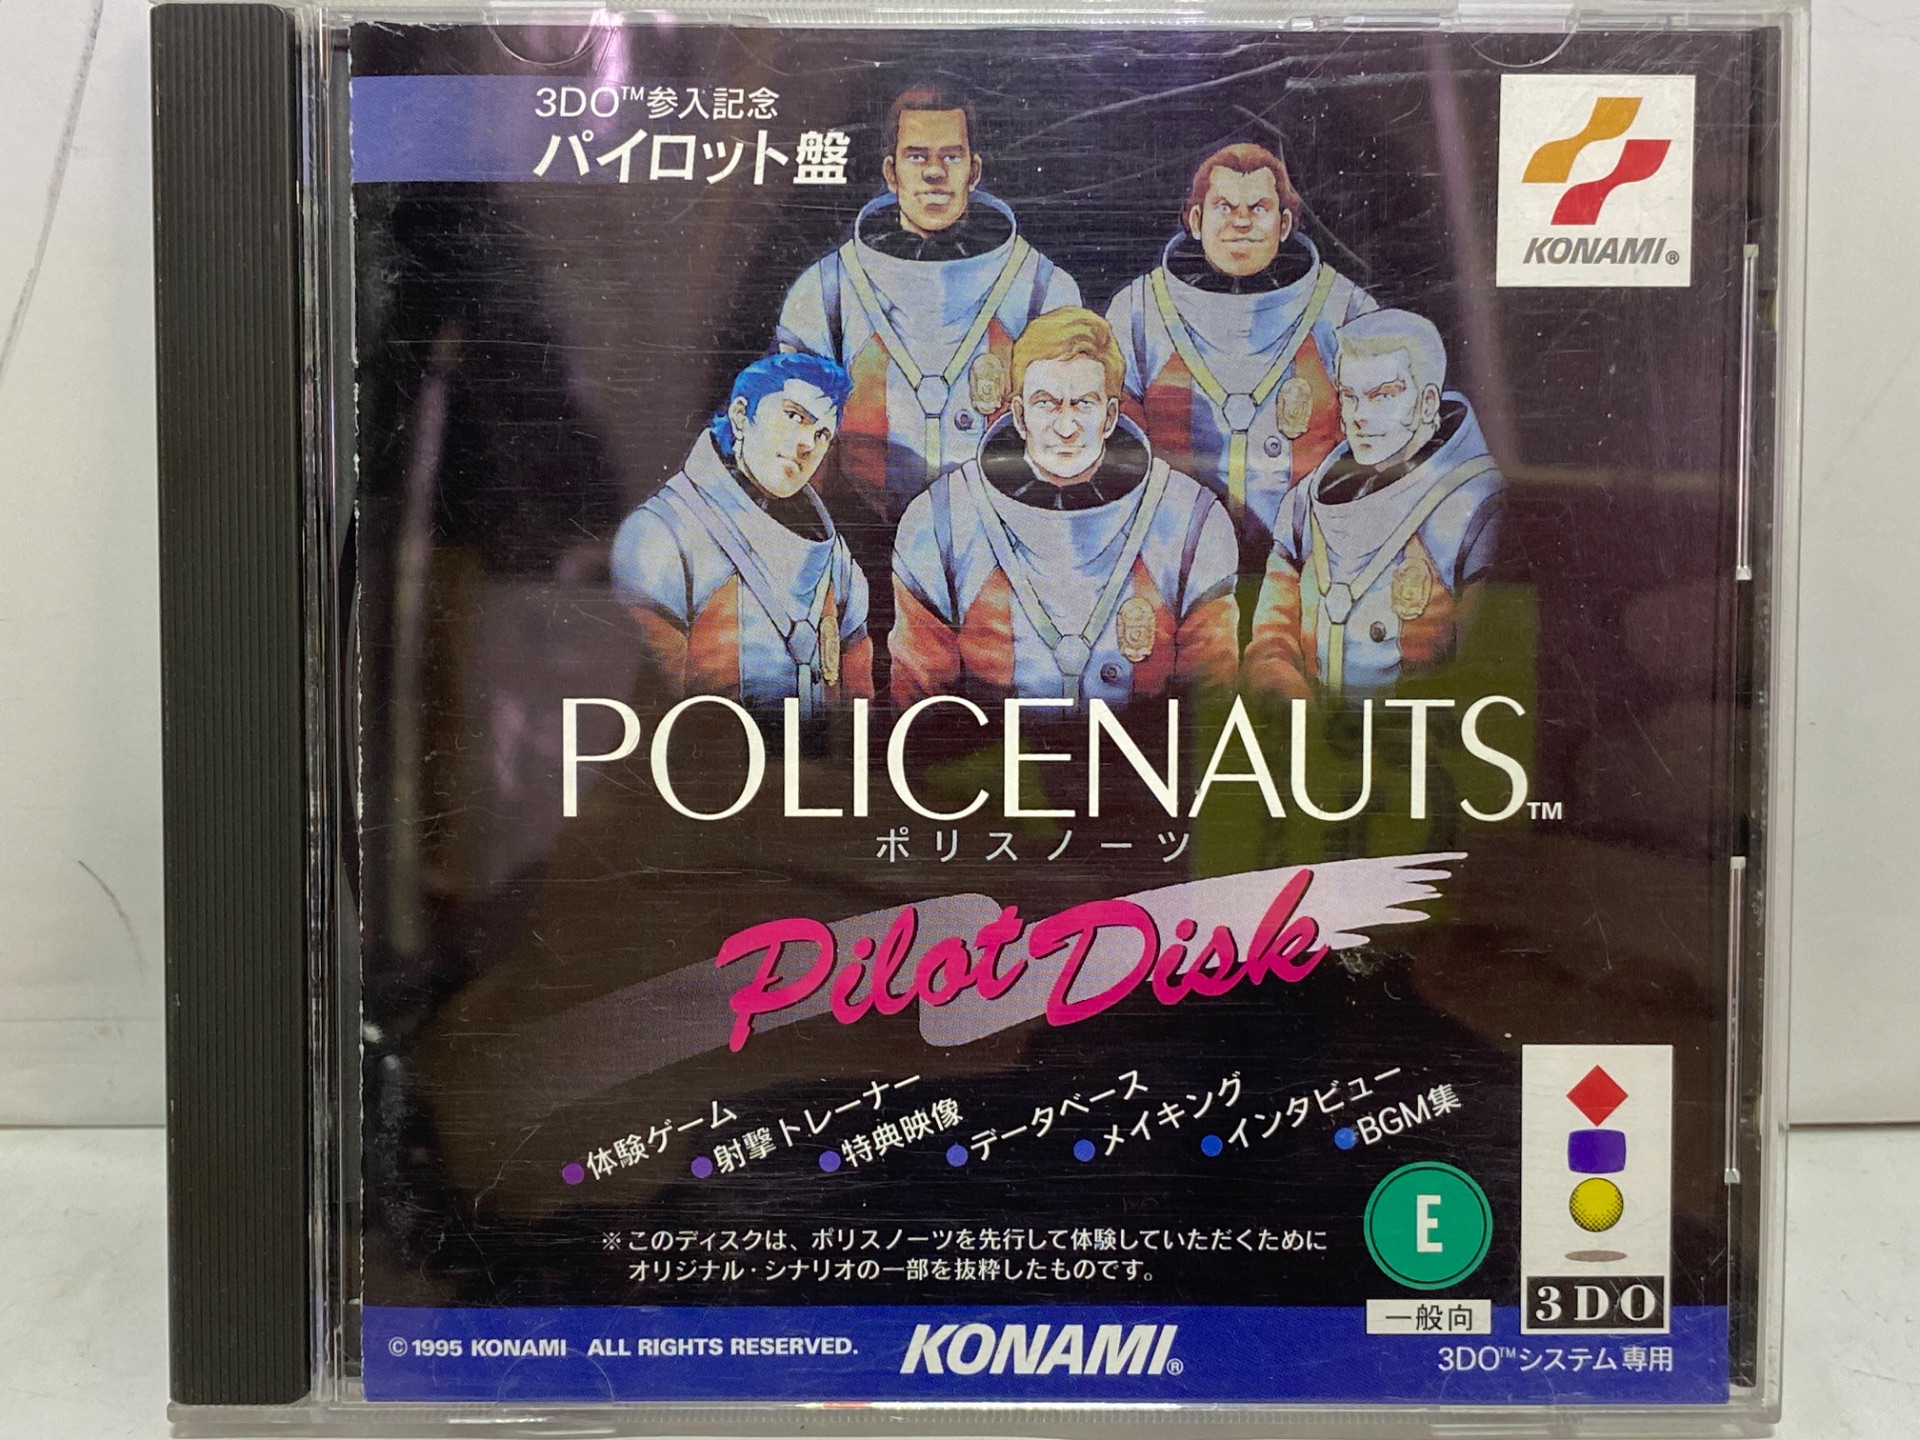 3DO™参入記念
パイロット盤
KONAMI®
POLICENAUTS™
ポリスノーツ
Pilot Disk
●体験ゲーム
●射撃トレーナー
●特典映像
●データベース
●メイキング
●インタビュー
●BGM集
※このディスクは、ポリスノーツを先行して体験していただくために
オリジナル・シナリオの一部を抜粋したものです。
E
一般向
3DO
3DO™システム専用
©1995 KONAMI ALL RIGHTS RESERVED.
KONAMI®